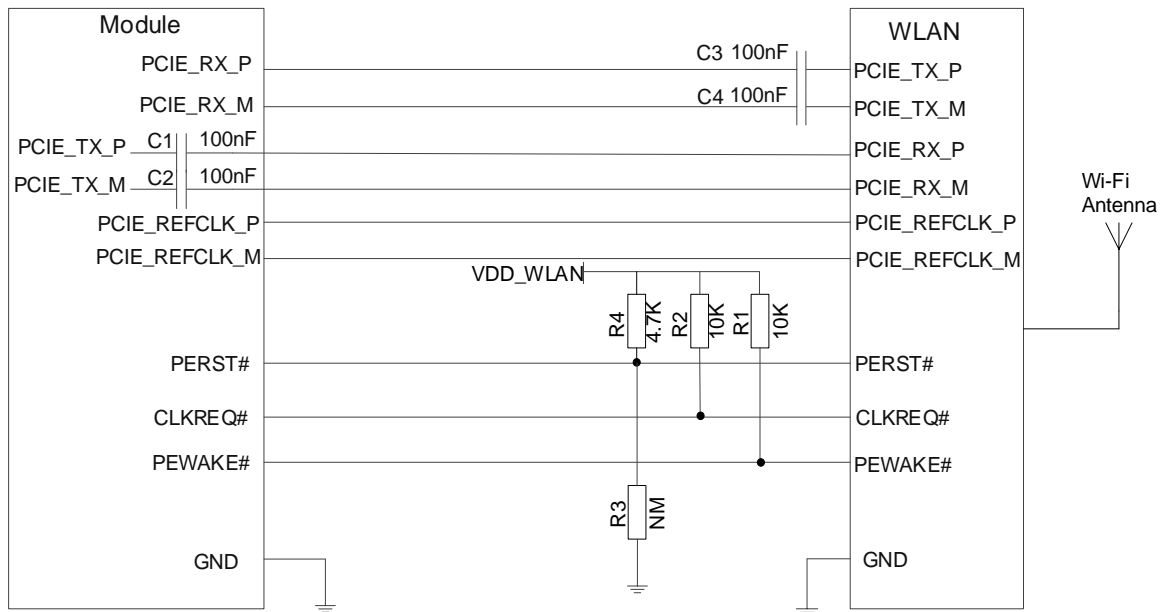 Module
WLAN
PCIE_RX_P
C3 100nF
PCIE_TX_P
PCIE_RX_M
C4 100nF
PCIE_TX_M
PCIE_TX_P C1 100nF
PCIE_RX_P
PCIE_TX_M C2 100nF
PCIE_RX_M
Wi-Fi
Antenna
PCIE_REFCLK_P
PCIE_REFCLK_P
PCIE_REFCLK_M
PCIE_REFCLK_M
VDD_WLAN
R4
4.7K
R2
10K
R1
10K
PERST#
PERST#
CLKREQ#
CLKREQ#
PEWAKE#
PEWAKE#
R3
NM
GND
GND